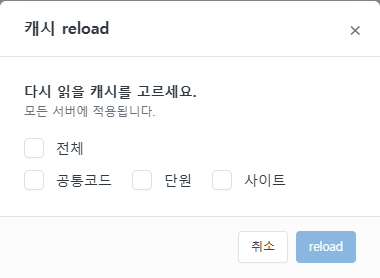 캐시 reload
다시 읽을 캐시를 고르세요.
모든 서버에 적용됩니다.
전체
공통코드 단원 사이트
취소 reload